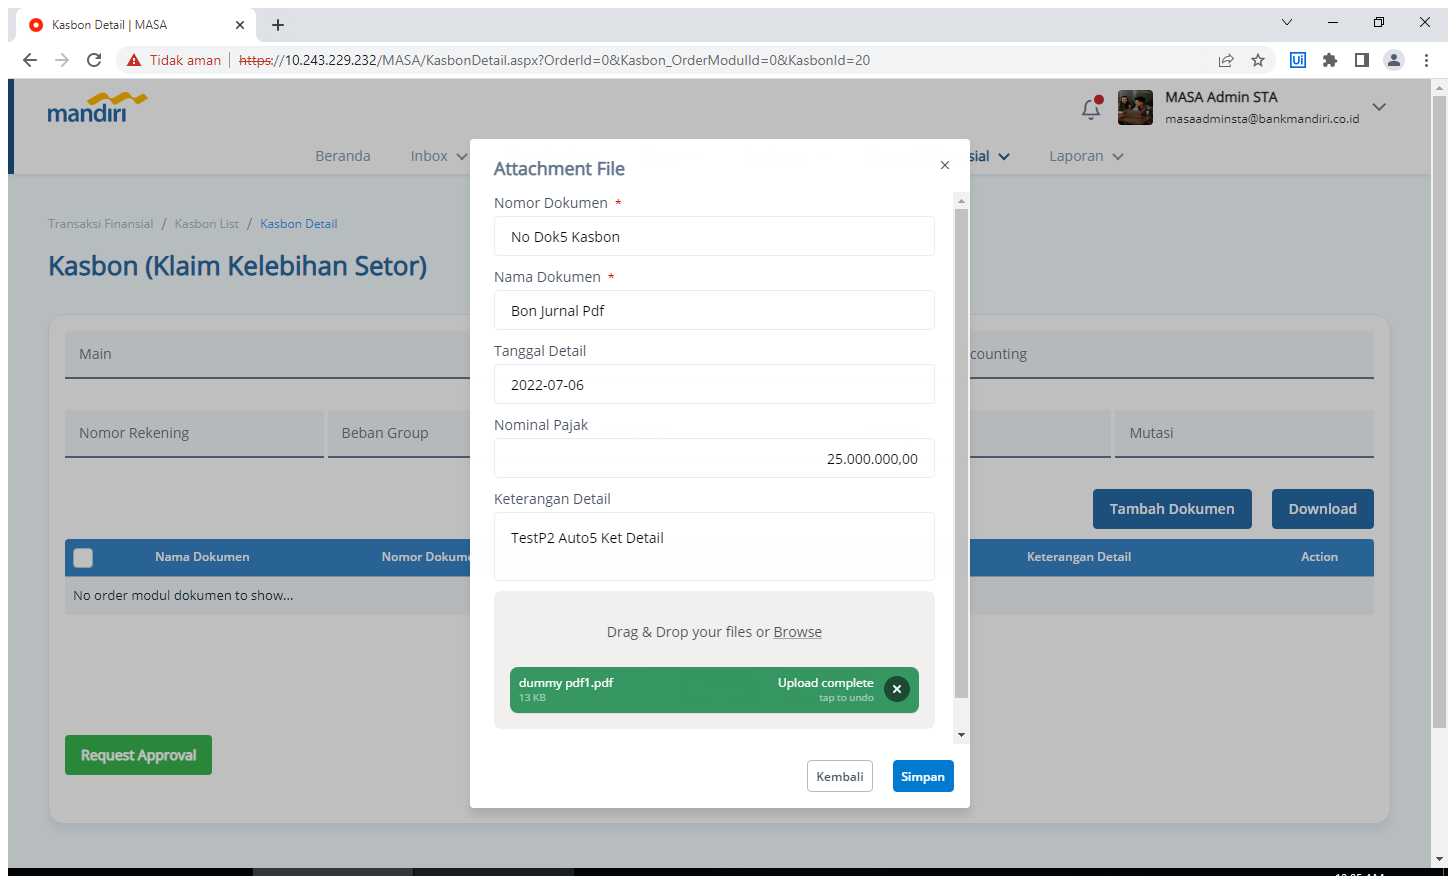 Kasbon Detail | MASA
Tidak aman
https://10.243.229.232/MASA/KasbonDetail.aspx?OrderId=0&Kasbon_OrderModulId=0&KasbonId=20
Ui
mandiri
MASA Admin STA
masaadminsta@bankmandiri.co.id
Beranda
Inbox
sial
Laporan
Transaksi Finansial / Kasbon List / Kasbon Detail
Kasbon (Klaim Kelebihan Setor)
Main
counting
Nomor Rekening
Beban Group
Mutasi
Tambah Dokumen
Download
Nama Dokumen
Nomor Dokume
Keterangan Detail
Action
No order modul dokumen to show...
Request Approval
Attachment File
Nomor Dokumen *
No Dok5 Kasbon
Nama Dokumen *
Bon Jurnal Pdf
Tanggal Detail
2022-07-06
Nominal Pajak
25.000.000,00
Keterangan Detail
TestP2 Auto5 Ket Detail
Drag & Drop your files or Browse
dummy pdf1.pdf
13 KB
Upload complete
tap to undo
Kembali
Simpan